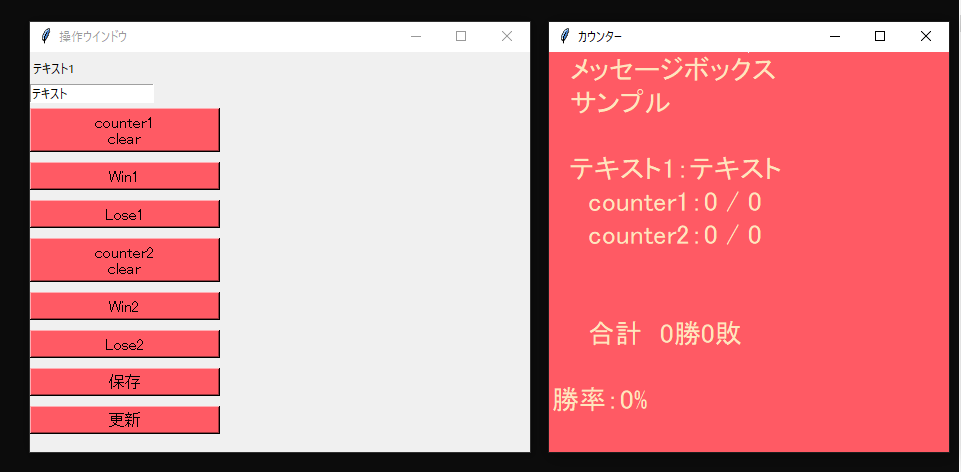 操作ウインドウ
テキスト1
テキスト
counter1
clear
Win1
Lose1
counter2
clear
Win2
Lose2
保存
更新
カウンター
メッセージボックス
サンプル
テキスト1:テキスト
counter1:0 / 0
counter2:0 / 0
合計　0勝0敗
勝率:0%